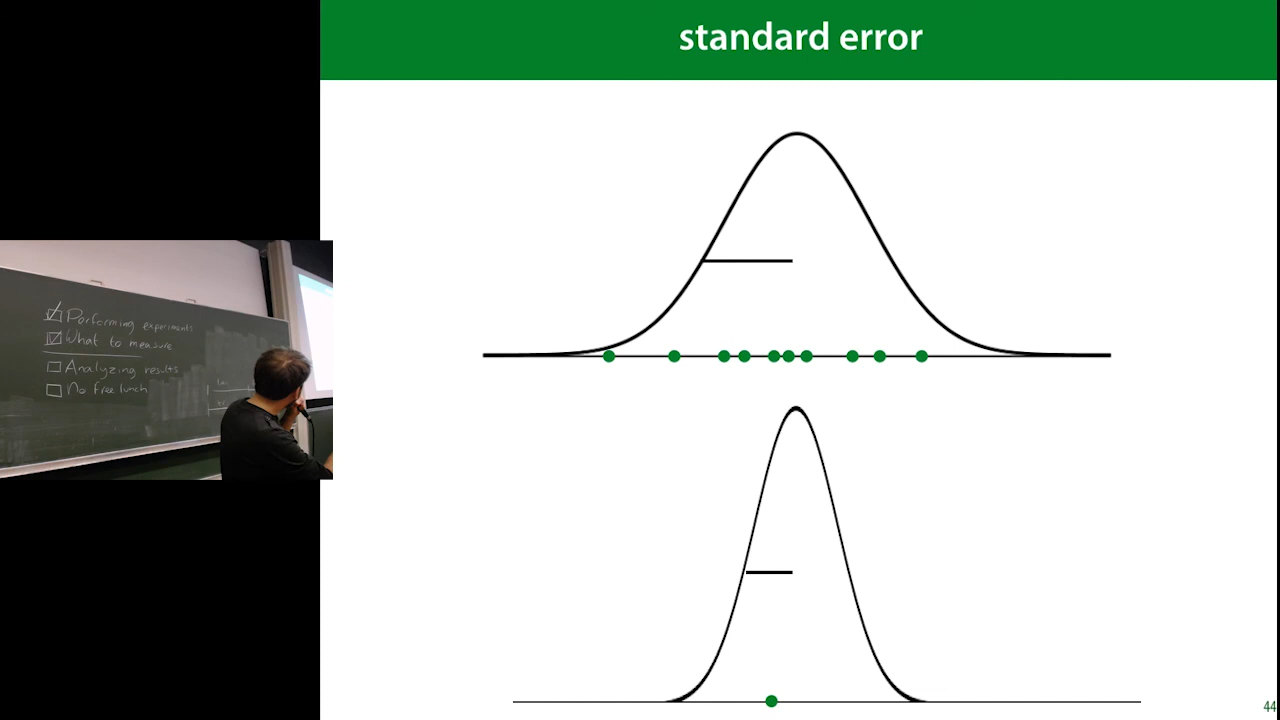 standard error
Performing experiments
What to measure
Analyzing results
No free lunch
44